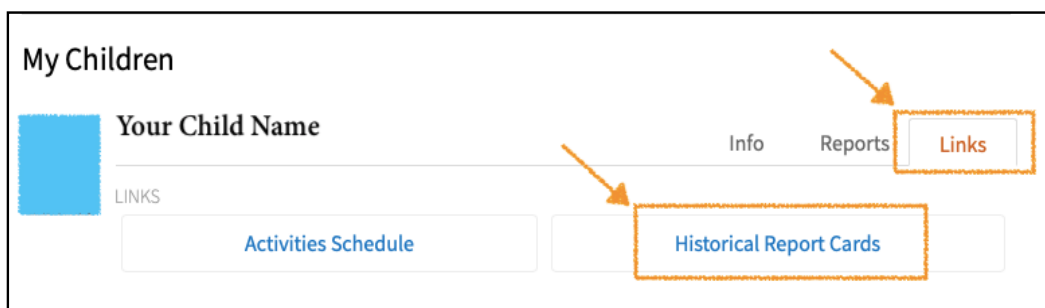 My Children
Your Child Name
Info Reports Links
LINKS
Activities Schedule Historical Report Cards